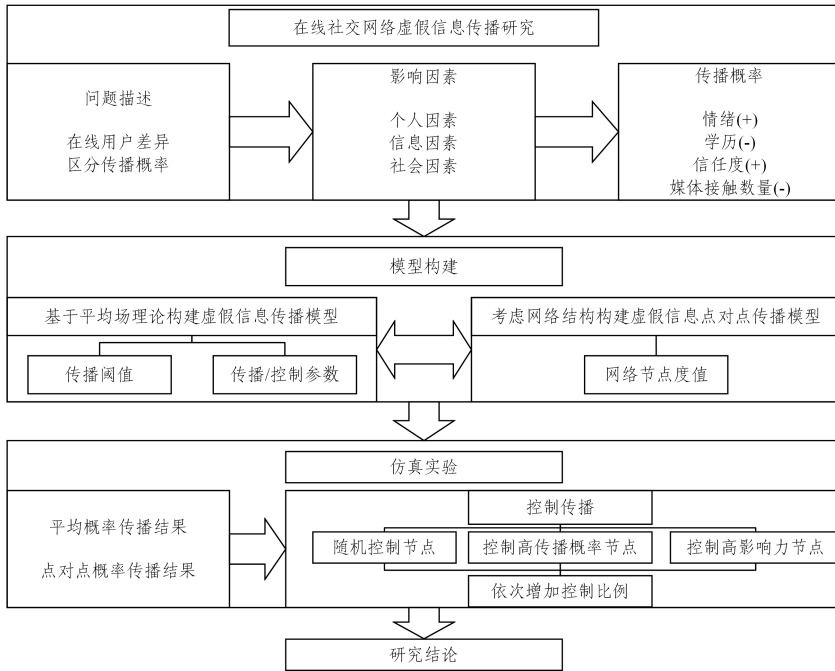 在线社交网络虚假信息传播研究
问题描述
在线用户差异
区分传播概率
影响因素
个人因素
信息因素
社会因素
传播概率
情绪(+)
学历(-)
信任度(+)
媒体接触数量(-)
模型构建
基于平均场理论构建虚假信息传播模型
传播阈值
传播/控制参数
考虑网络结构构建虚假信息点对点传播模型
网络节点度值
仿真实验
平均概率传播结果
点对点概率传播结果
控制传播
随机控制节点
控制高传播概率节点
控制高影响力节点
依次增加控制比例
研究结论